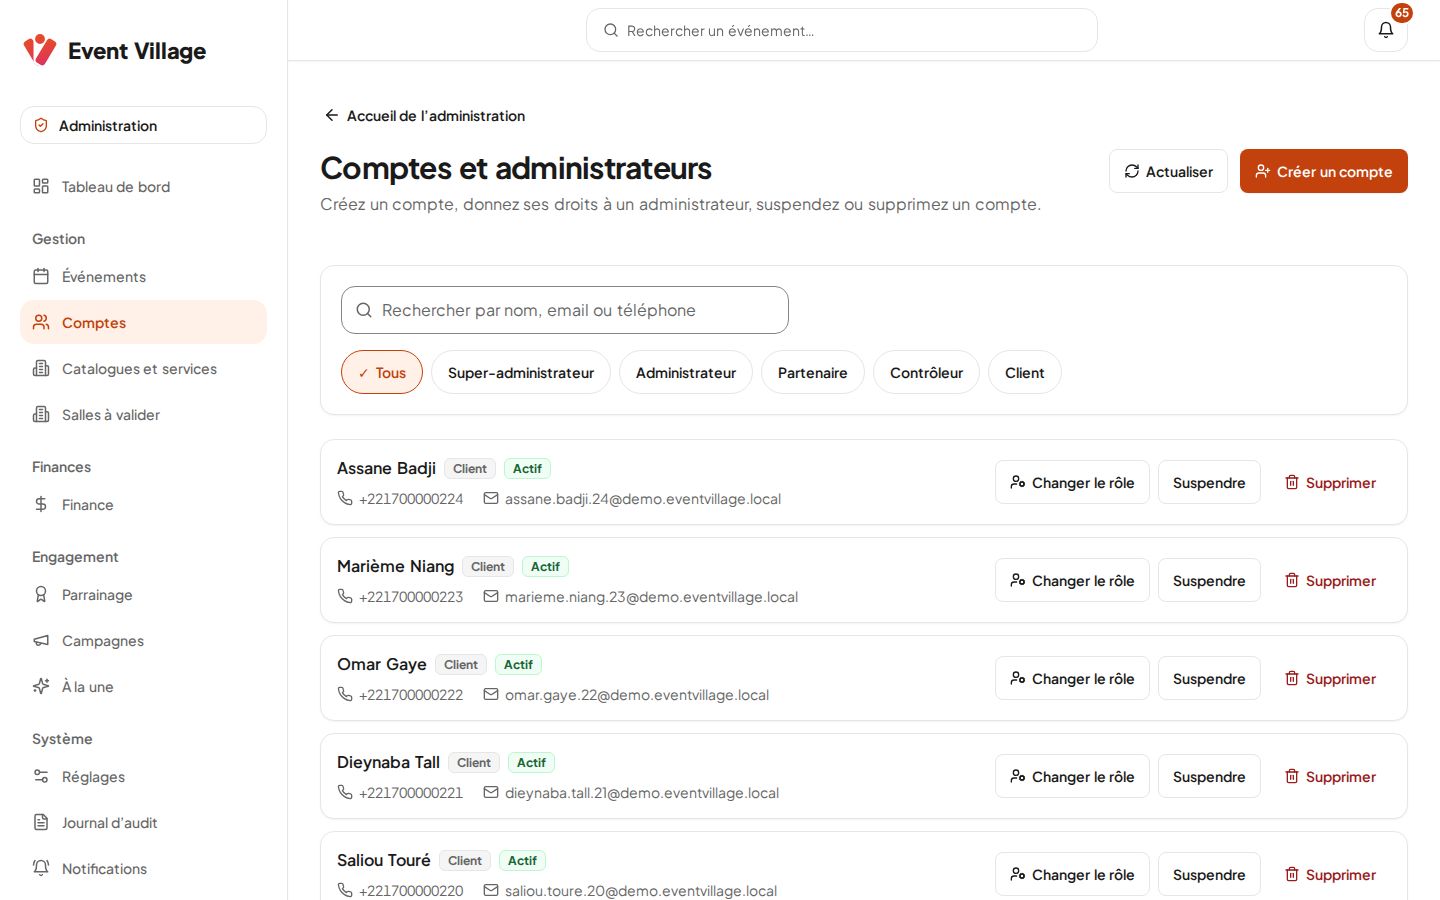 Event Village
Rechercher un événement...
65
Administration
Tableau de bord
Gestion
Événements
Comptes
Catalogues et services
Salles à valider
Finances
Finance
Engagement
Parrainage
Campagnes
À la une
Système
Réglages
Journal d’audit
Notifications
Accueil de l’administration
Comptes et administrateurs
Créez un compte, donnez ses droits à un administrateur, suspendez ou supprimez un compte.
Actualiser
Créer un compte
Rechercher par nom, email ou téléphone
✓ Tous
Super-administrateur
Administrateur
Partenaire
Contrôleur
Client
Assane Badji Client Actif
+221700000224 assane.badji.24@demo.eventvillage.local
Changer le rôle Suspendre Supprimer
Marième Niang Client Actif
+221700000223 marieme.niang.23@demo.eventvillage.local
Changer le rôle Suspendre Supprimer
Omar Gaye Client Actif
+221700000222 omar.gaye.22@demo.eventvillage.local
Changer le rôle Suspendre Supprimer
Dieynaba Tall Client Actif
+221700000221 dieynaba.tall.21@demo.eventvillage.local
Changer le rôle Suspendre Supprimer
Saliou Touré Client Actif
+221700000220 saliou.toure.20@demo.eventvillage.local
Changer le rôle Suspendre Supprimer